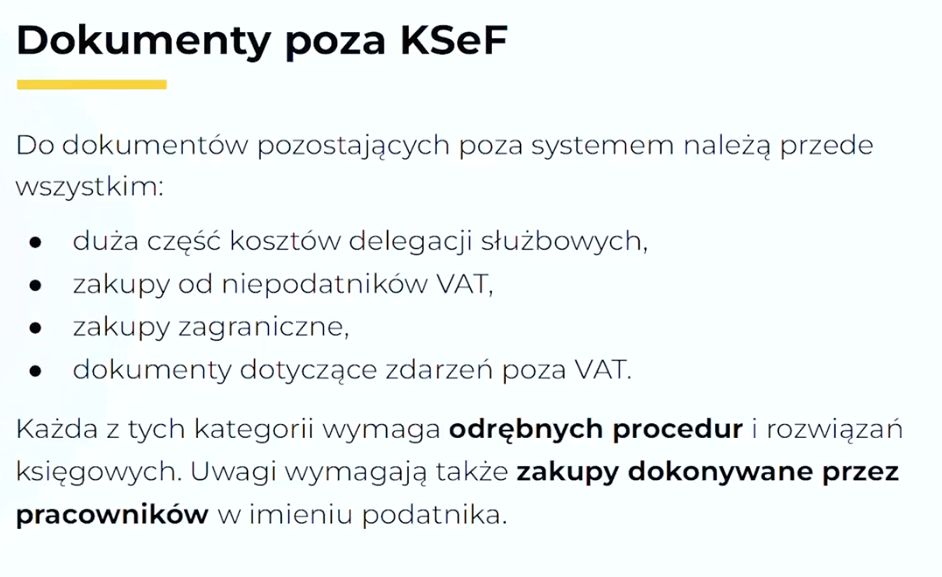 Dokumenty poza KSeF
Do dokumentów pozostających poza systemem należą przede
wszystkim:
● duża część kosztów delegacji służbowych,
● zakupy od niepodatników VAT,
● zakupy zagraniczne,
● dokumenty dotyczące zdarzeń poza VAT.
Każda z tych kategorii wymaga odrębnych procedur i rozwiązań
księgowych. Uwagi wymagają także zakupy dokonywane przez
pracowników w imieniu podatnika.